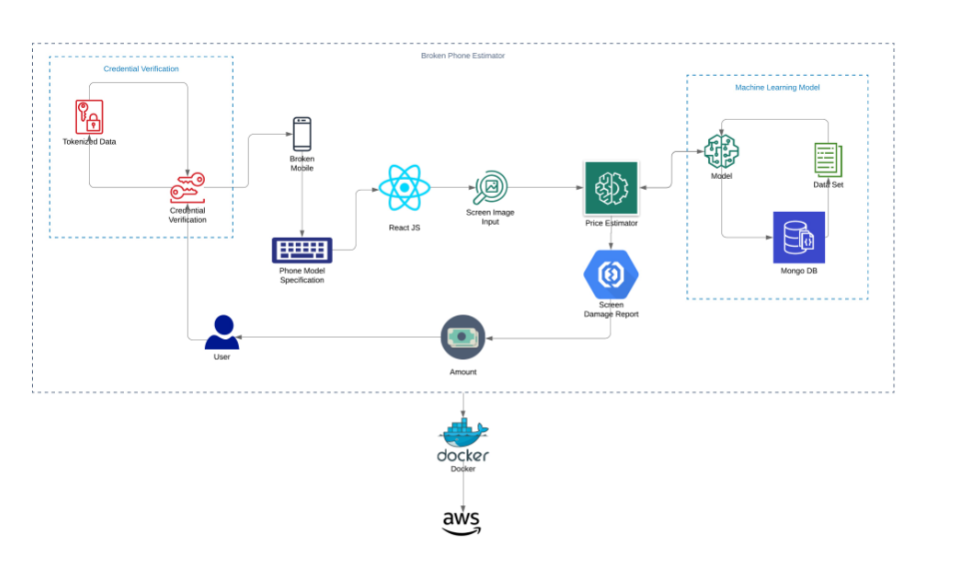 Broken Phone Estimator
Credential Verification
Machine Learning Model
Tokenized Data
Broken
Mobile
Model
Data Set
Credential
Verification
React JS
Screen Image
Input
Price Estimator
Phone Model
Specification
Mongo DB
Screen
Damage Report
User
Amount
docker
Docker
aws